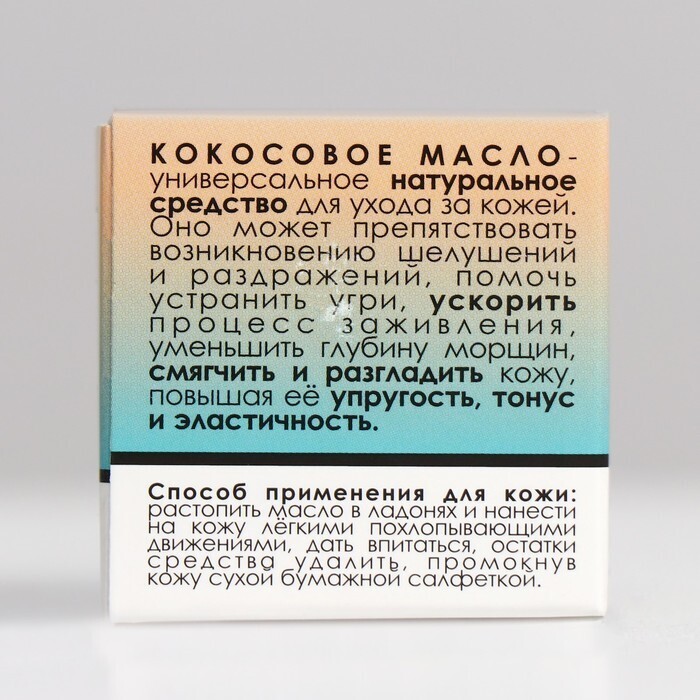 КОКОСОВОЕ МАСЛО-
универсальное натуральное
средство для ухода за кожей.
Оно может препятствовать
возникновению шелушений
и раздражений, помочь
устранить угри, ускорить
процесс заживления,
уменьшить глубину морщин,
смягчить и разгладить кожу,
повышая её упругость, тонус
и эластичность.
Способ применения для кожи:
растопить масло в ладонях и нанести
на кожу лёгкими похлопывающими
движениями, дать впитаться, остатки
средства удалить, промокнув
кожу сухой бумажной салфеткой.